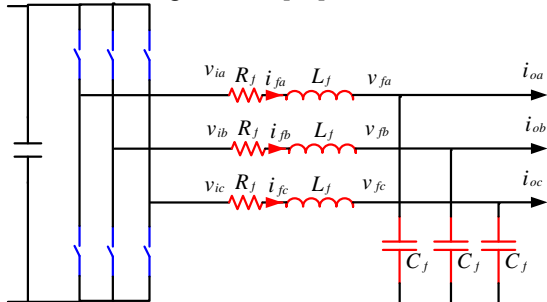 v_ia R_f i_fa L_f v_fa i_oa
v_ib R_f i_fb L_f v_fb i_ob
v_ic R_f i_fc L_f v_fc i_oc
C_f C_f C_f